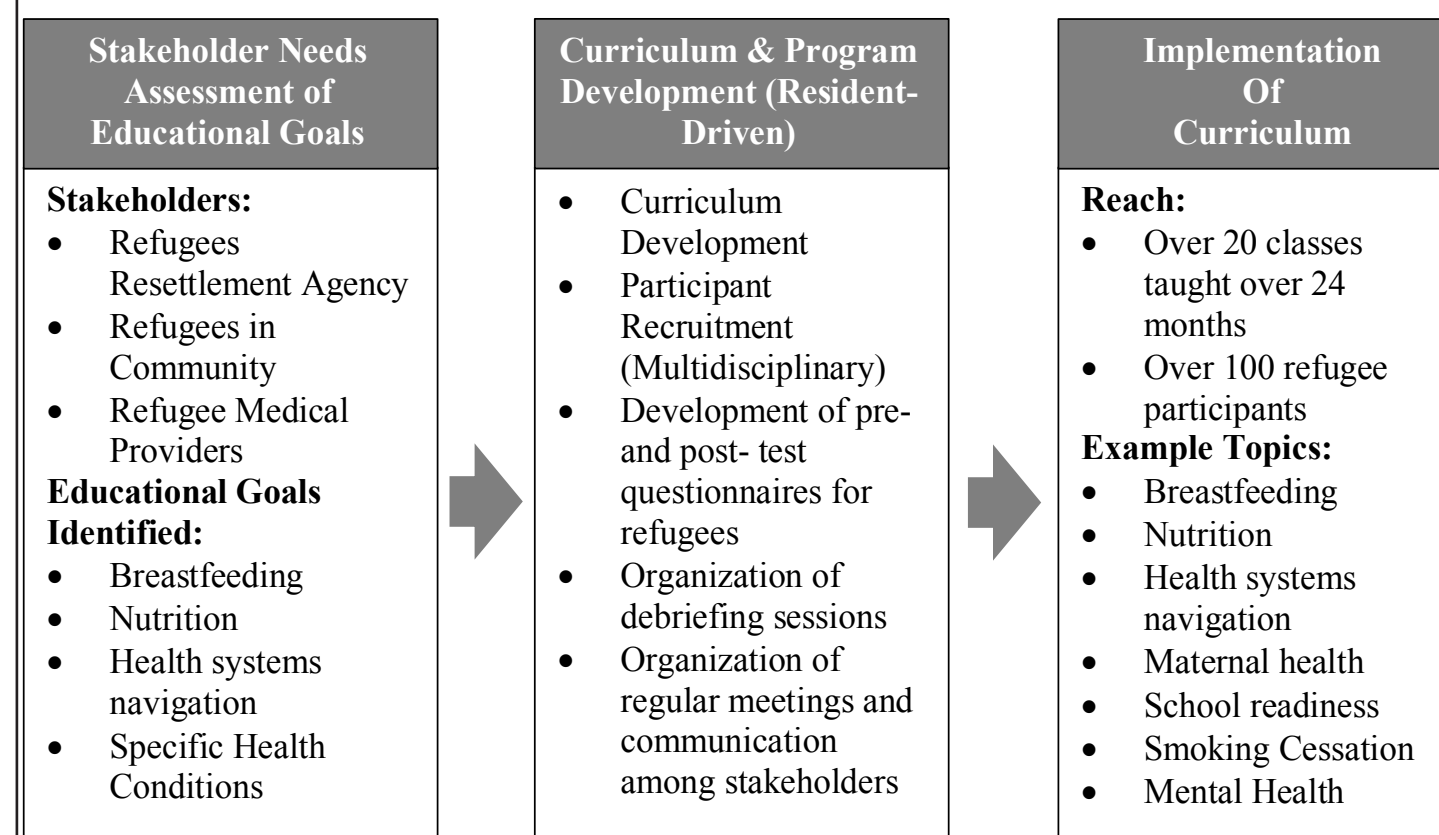 Stakeholder Needs
Assessment of
Educational Goals
Stakeholders:
• Refugees
Resettlement Agency
• Refugees in
Community
• Refugee Medical
Providers
Educational Goals
Identified:
• Breastfeeding
• Nutrition
• Health systems
navigation
• Specific Health
Conditions
Curriculum & Program
Development (Resident-
Driven)
• Curriculum
Development
• Participant
Recruitment
(Multidisciplinary)
• Development of pre-
and post- test
questionnaires for
refugees
• Organization of
debriefing sessions
• Organization of
regular meetings and
communication
among stakeholders
Implementation
Of
Curriculum
Reach:
• Over 20 classes
taught over 24
months
• Over 100 refugee
participants
Example Topics:
• Breastfeeding
• Nutrition
• Health systems
navigation
• Maternal health
• School readiness
• Smoking Cessation
• Mental Health